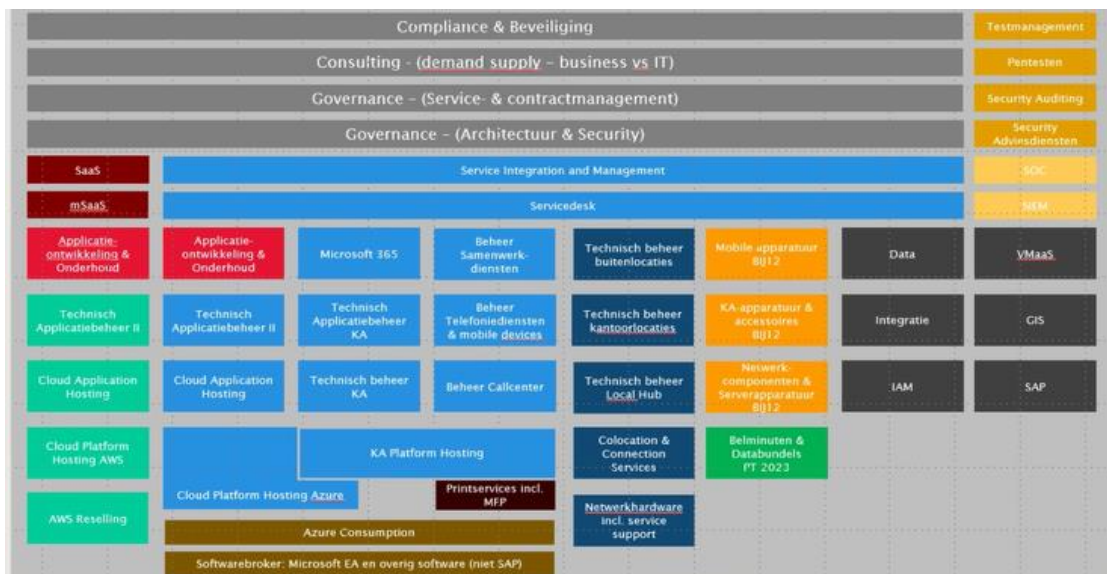 Compliance & Beveiliging
Testmanagement
Consulting - (demand supply – business vs IT)
Pentesten
Governance – (Service- & contractmanagement)
Security Auditing
Governance – (Architectuur & Security)
Security
Adviesdiensten
SaaS
Service Integration and Management
SOC
mSaaS
Servicedesk
SIEM
Applicatie-
ontwikkeling &
Onderhoud
Applicatie-
ontwikkeling &
Onderhoud
Microsoft 365
Beheer
Samenwerk-
diensten
Technisch beheer
buitenlocaties
Mobile apparatuur
BIJ12
Data
VMaaS
Technisch
Applicatiebeheer II
Technisch
Applicatiebeheer II
Technisch
Applicatiebeheer
KA
Beheer
Telefoniediensten
& mobile devices
Technisch beheer
kantoorlocaties
KA-apparatuur &
accessoires
BIJ12
Integratie
GIS
Cloud Application
Hosting
Cloud Application
Hosting
Technisch beheer
KA
Beheer Callcenter
Technisch beheer
Local Hub
Netwerk-
componenten &
Serverapparatuur
BIJ12
IAM
SAP
Cloud Platform
Hosting AWS
KA Platform Hosting
Colocation &
Connection
Services
Belminuten &
Databundels
PT 2023
Cloud Platform Hosting Azure
Printservices incl.
MFP
AWS Reselling
Netwerkhardware
incl. service
support
Azure Consumption
Softwarebroker: Microsoft EA en overig software (niet SAP)